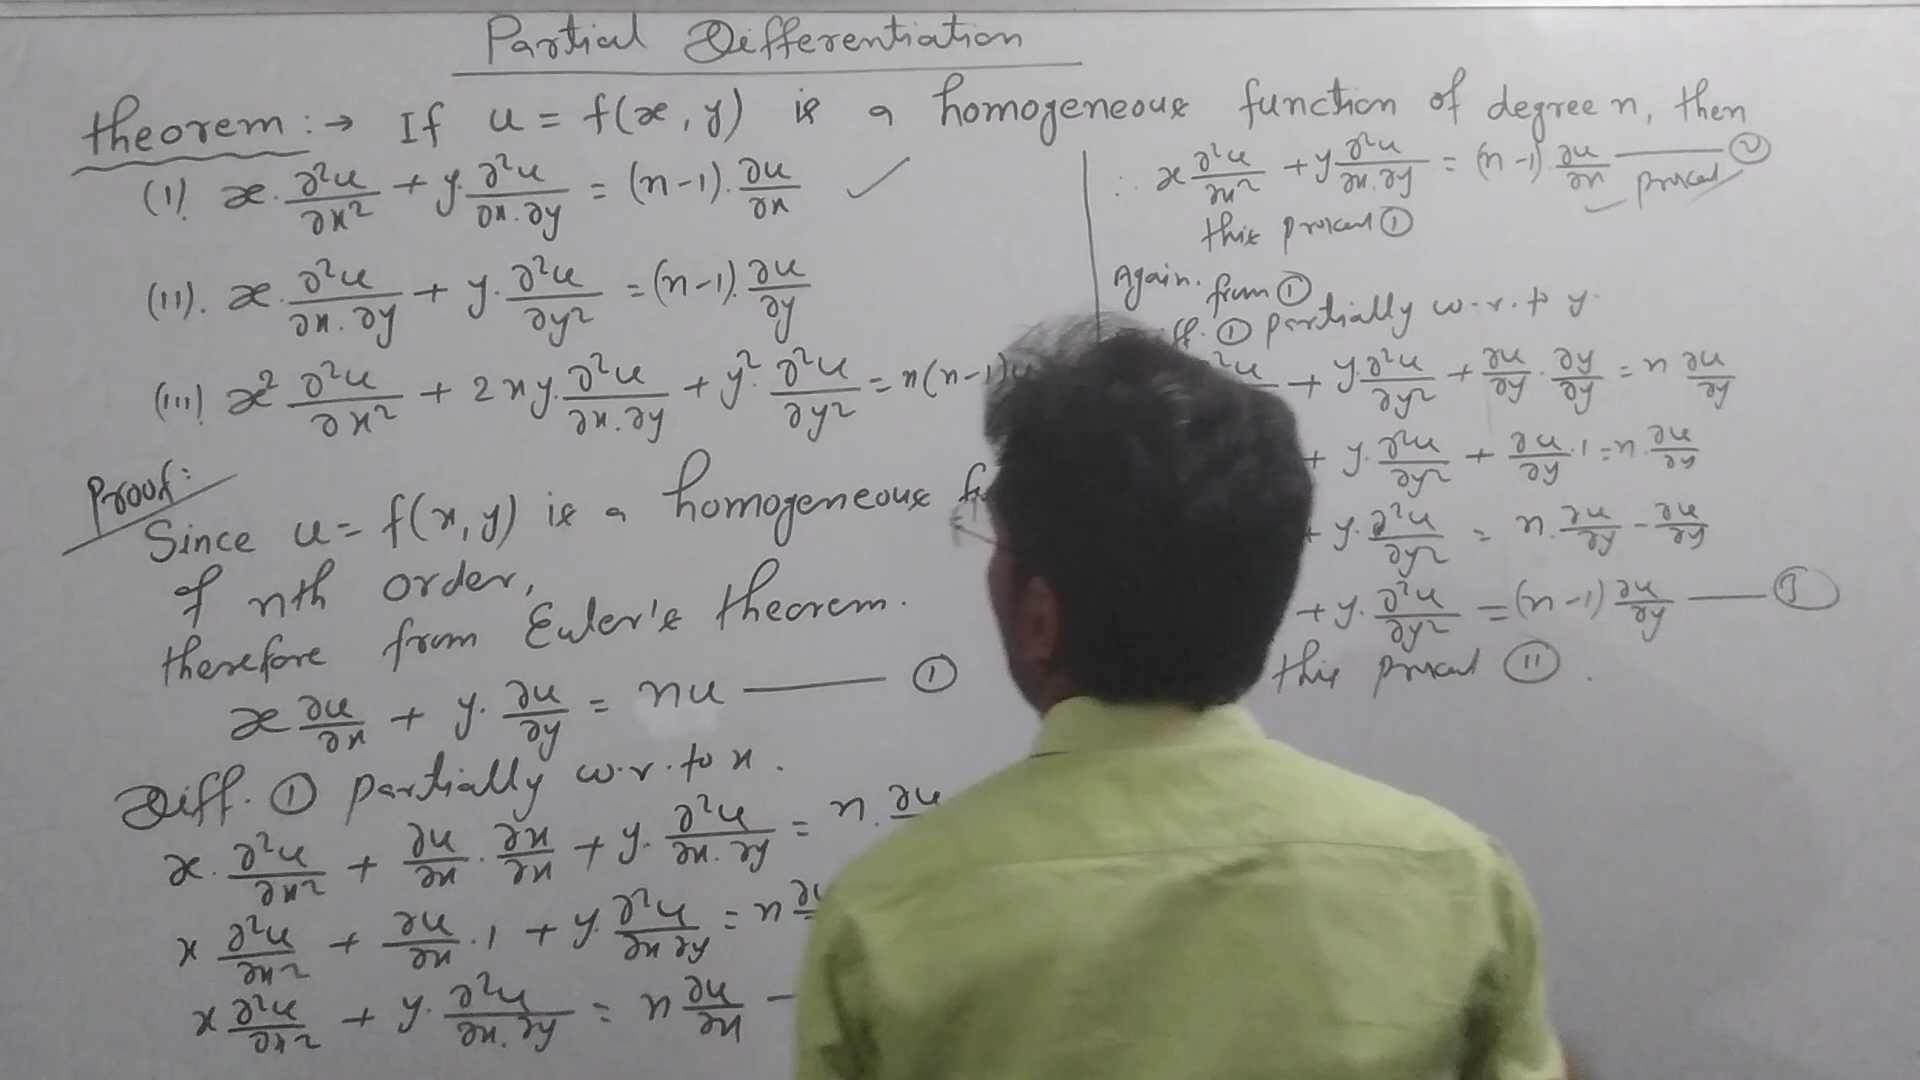 Partial Differentiation
theorem :→ If u = f(x, y) is a homogeneous function of degree n, then
(I) x. ∂²u/∂x² + y. ∂²u/∂x.∂y = (n-1). ∂u/∂x ✓
(II). x. ∂²u/∂x.∂y + y. ∂²u/∂y² = (n-1). ∂u/∂y
(III) x² ∂²u/∂x² + 2xy. ∂²u/∂x.∂y + y². ∂²u/∂y² = n(n-1)u
Proof:
Since u = f(x, y) is a homogeneous
of nth order,
therefore from Euler's theorem.
x ∂u/∂x + y. ∂u/∂y = nu —— ①
Diff. ① partially w.r.to x.
x. ∂²u/∂x² + ∂u/∂x. ∂x/∂x + y. ∂²u/∂x.∂y = n. ∂u
x ∂²u/∂x² + ∂u/∂x .1 + y. ∂²u/∂x∂y = n ∂u
x ∂²u/∂x² + y. ∂²u/∂x.∂y = n ∂u/∂x -
∴ x ∂²u/∂x² + y ∂²u/∂x.∂y = (n-1). ∂u/∂x —— ②
this ①
Again. from ①
ff. ① partially w.r.to y.
∂²u + y. ∂²u/∂y² + ∂u/∂y. ∂y/∂y = n ∂u/∂y
+ y. ∂²u/∂y² + ∂u/∂y .1 = n. ∂u/∂y
+ y. ∂²u/∂y² = n. ∂u/∂y - ∂u/∂y
+ y. ∂²u/∂y² = (n-1) ∂u/∂y —— ③
this ⑪.